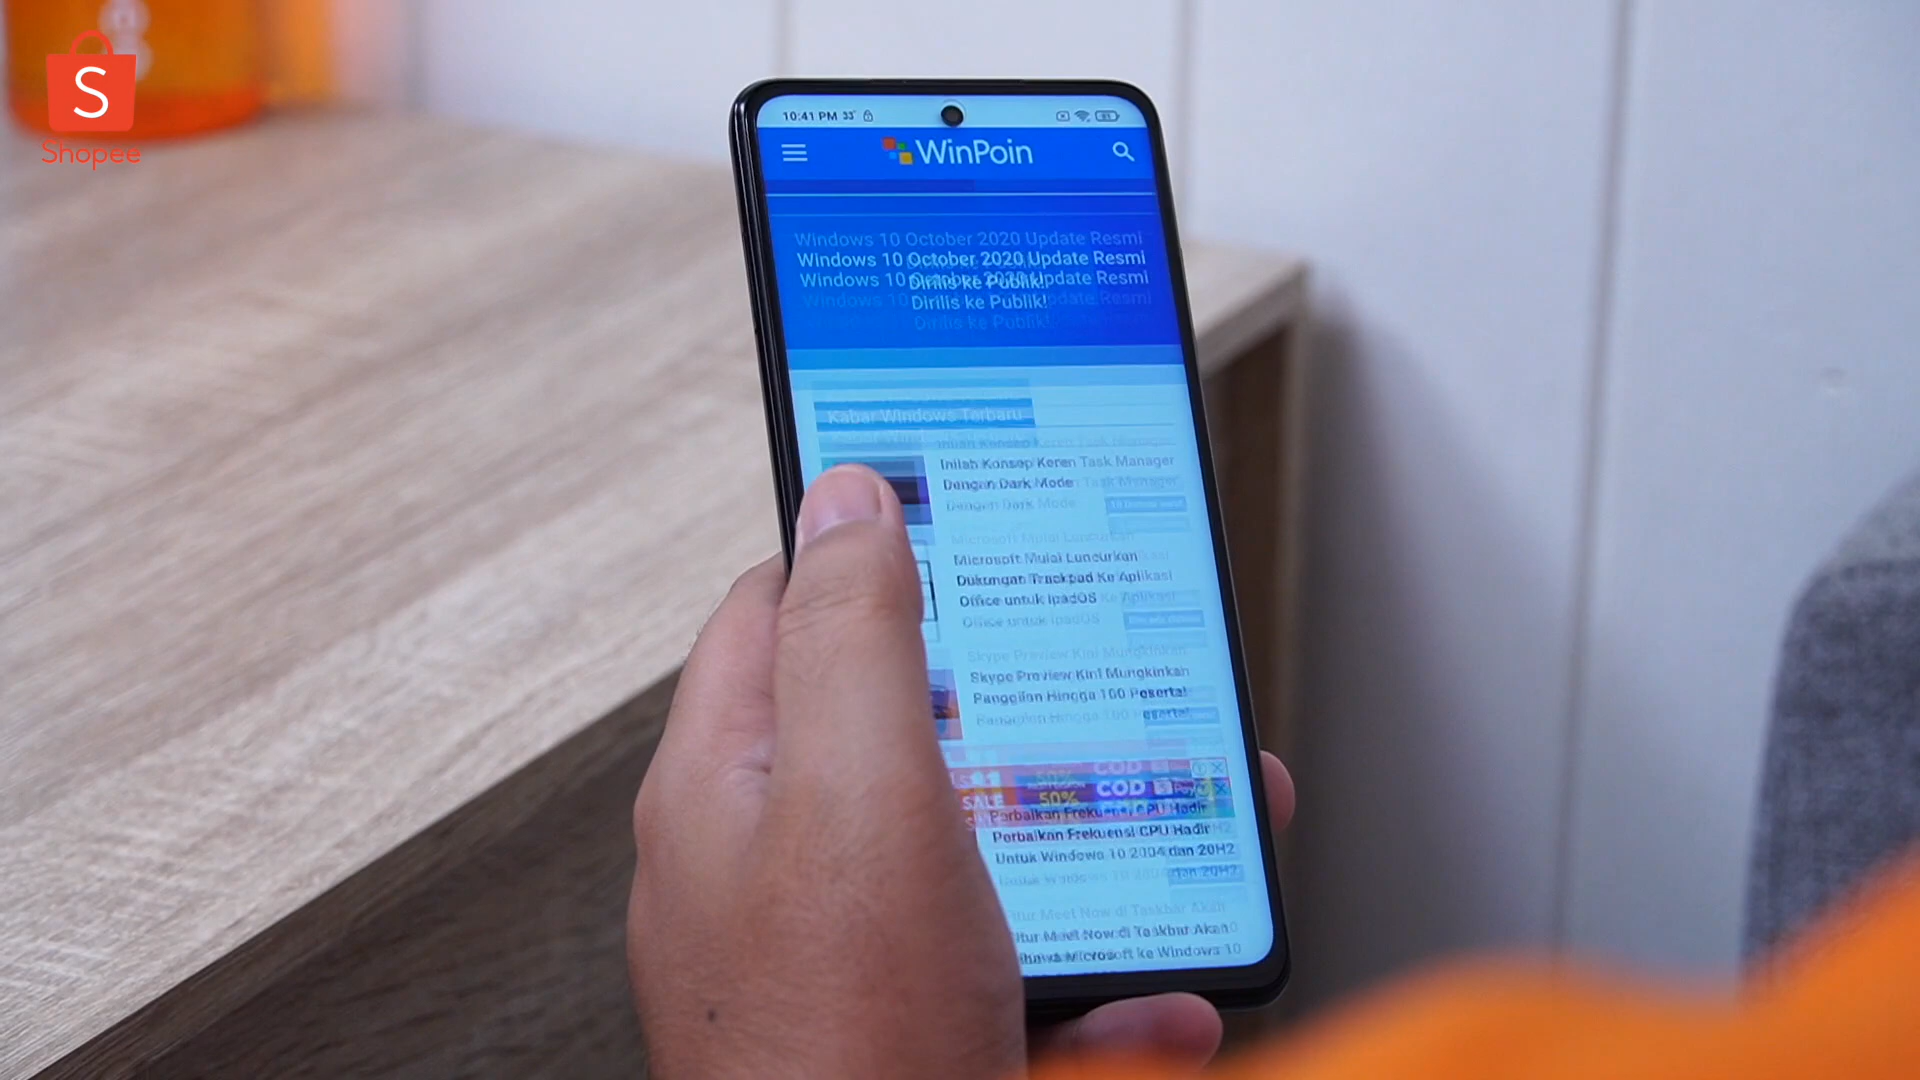 S
Shopee
10:41 PM 33°
WinPoin
Windows 10 October 2020 Update Resmi
Dirilis ke Publik!
Kabar Windows Terbaru
Inilah Konsep Keren Task Manager
Dengan Dark Mode
Microsoft Mulai Luncurkan
Dukungan Trackpad Ke Aplikasi
Office untuk IpadOS
Skype Preview Kini Mungkinkan
Panggilan Hingga 100 Peserta!
SALE
50%
COD
Perbaikan Frekuensi CPU Hadir
Untuk Windows 10 2004 dan 20H2
Fitur Meet Now di Taskbar Akan
Microsoft ke Windows 10